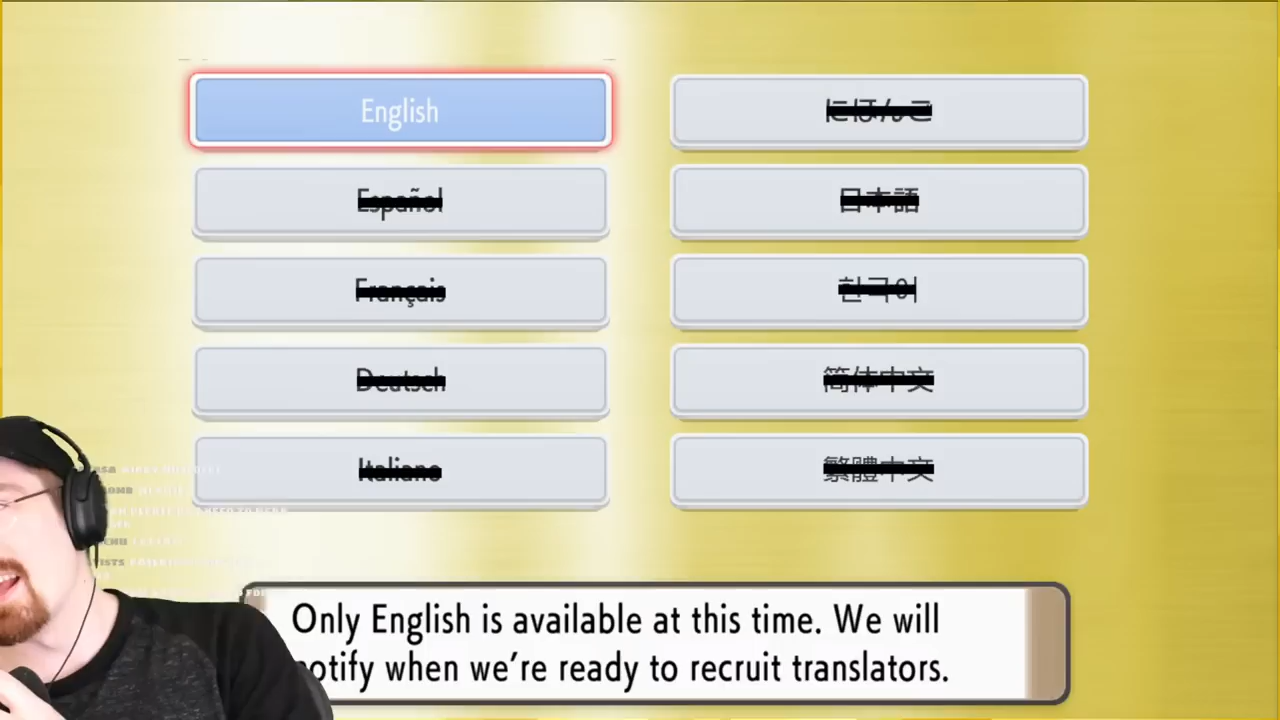 English
Español
Français
Deutsch
Italiano
にほんご
日本語
한국어
简体中文
繁體中文
Only English is available at this time. We will
notify when we're ready to recruit translators.